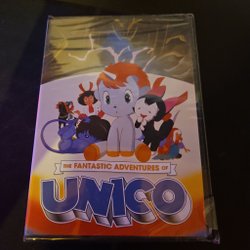 THE FANTASTIC ADVENTURES OF
UNICO